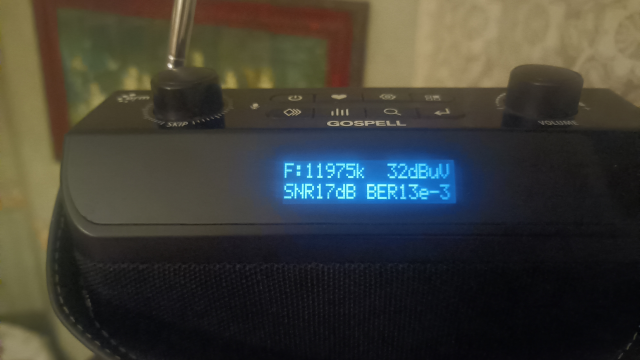 SKIP
VOLUME
GOSPELL
F:11975k 32dBuV
SNR17dB BER13e-3